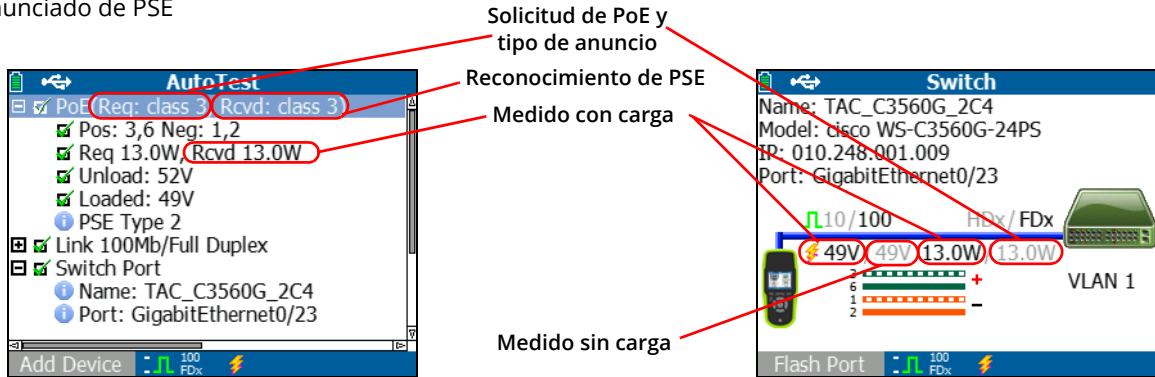 nunciado de PSE
Solicitud de PoE y
tipo de anuncio
Reconocimiento de PSE
Medido con carga
Medido sin carga
AutoTest
PoE (Req: class 3, Rcvd: class 3)
Pos: 3,6 Neg: 1,2
Req 13.0W, Rcvd 13.0W
Unload: 52V
Loaded: 49V
PSE Type 2
Link 100Mb/Full Duplex
Switch Port
Name: TAC_C3560G_2C4
Port: GigabitEthernet0/23
Add Device 100 FDx
Switch
Name: TAC_C3560G_2C4
Model: cisco WS-C3560G-24PS
IP: 010.248.001.009
Port: GigabitEthernet0/23
10/100 HDx/FDx
49V/49V 13.0W/13.0W
3
6
1
2
+
−
VLAN 1
Flash Port 100 FDx